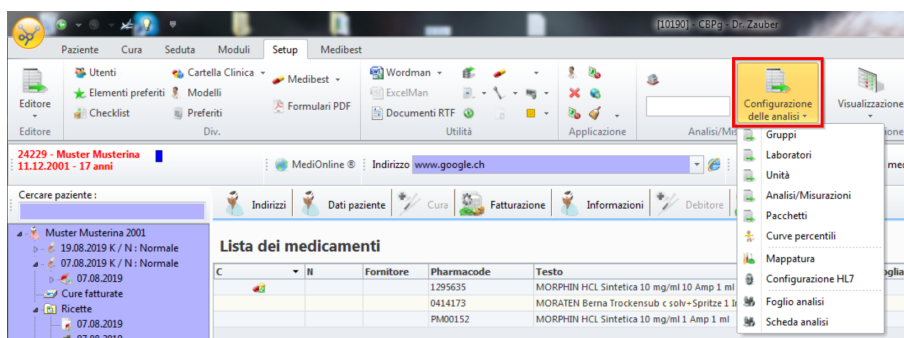 [10190] - CBPg - Dr. Zauber
Paziente Cura Seduta Moduli Setup Medibest
Editore
Utenti
Elementi preferiti
Checklist
Cartella Clinica
Modelli
Preferiti
Medibest
Formulari PDF
Wordman
ExcelMan
Documenti RTF
Configurazione
delle analisi
Visualizzazione
Editore Div. Utilità Applicazione Analisi/Mis
24229 - Muster Musterina
11.12.2001 - 17 anni
MediOnline ® Indirizzo www.google.ch
Cercare paziente :
Indirizzi Dati paziente Cura Fatturazione Informazioni Debitore
Muster Musterina 2001
19.08.2019 K / N : Normale
07.08.2019 K / N : Normale
07.08.2019
Cure fatturate
Ricette
07.08.2019
07.08.2019
Lista dei medicamenti
C N Fornitore Pharmacode Testo
1295635 MORPHIN HCL Sintetica 10 mg/ml 10 Amp 1 ml
0414173 MORATEN Berna Trockensub c solv+Spritze 1
PM00152 MORPHIN HCL Sintetica 10 mg/ml 1 Amp 1 ml
Gruppi
Laboratori
Unità
Analisi/Misurazioni
Pacchetti
Curve percentili
Mappatura
Configurazione HL7
Foglio analisi
Scheda analisi